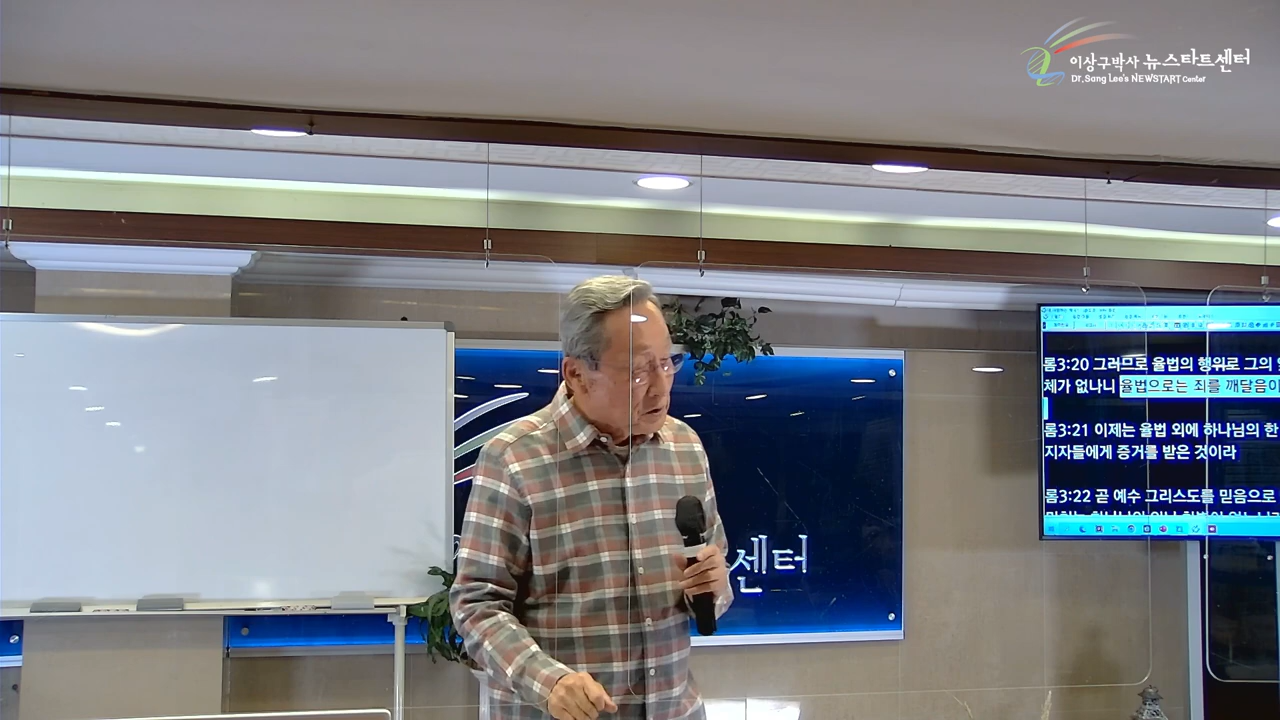 이상구박사 뉴스타트센터
Dr. Sang Lee's NEWSTART Center
롬3:20 그러므로 율법의 행위로 그의
체가 없나니 율법으로는 죄를 깨달음이
롬3:21 이제는 율법 외에 하나님의 한
지자들에게 증거를 받은 것이라
롬3:22 곧 예수 그리스도를 믿음으로
센터